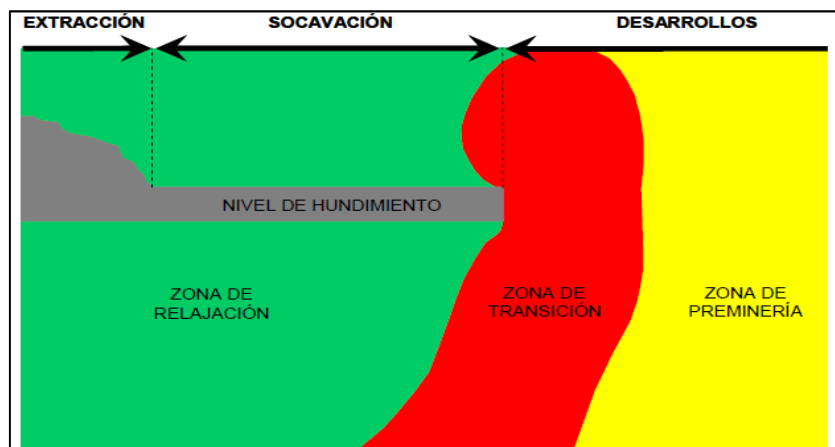 EXTRACCIÓN SOCAVACIÓN DESARROLLOS
NIVEL DE HUNDIMIENTO
ZONA DE
RELAJACIÓN
ZONA DE
TRANSICIÓN
ZONA DE
PREMINERÍA